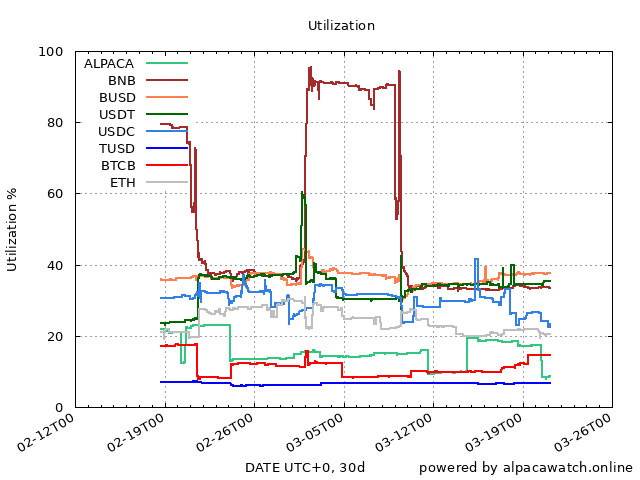 Utilization
100
80
60
40
20
0
Utilization %
ALPACA
BNB
BUSD
USDT
USDC
TUSD
BTCB
ETH
02-12T00
02-19T00
02-26T00
03-05T00
03-12T00
03-19T00
03-26T00
DATE UTC+0, 30d
powered by alpacawatch.online